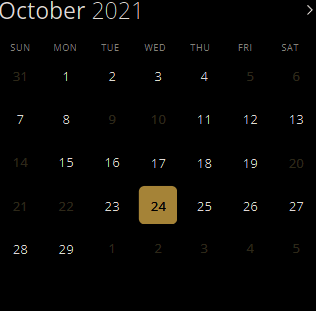 October 2021
SUN MON TUE WED THU FRI SAT
31 1 2 3 4 5 6
7 8 9 10 11 12 13
14 15 16 17 18 19 20
21 22 23 24 25 26 27
28 29 1 2 3 4 5